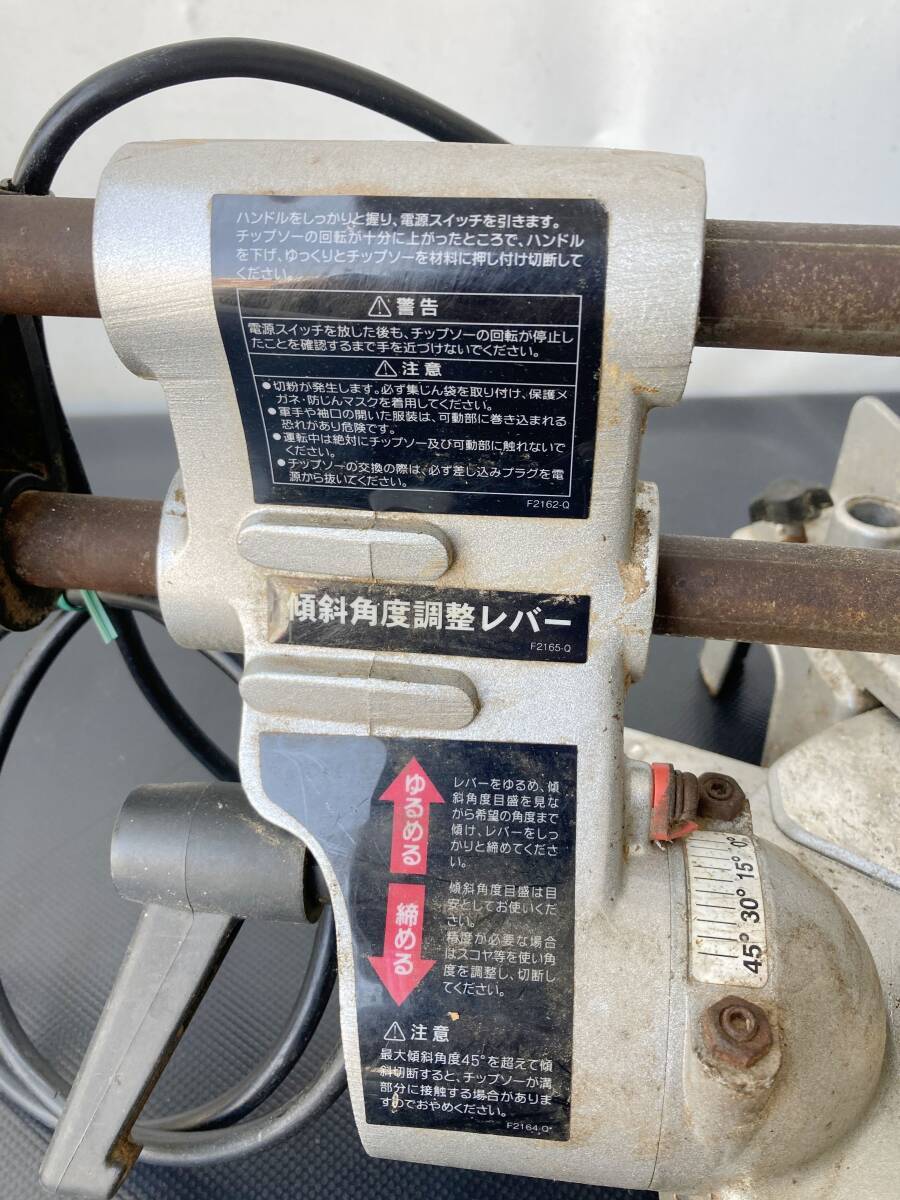 ハンドルをしっかりと握り、電源スイッチを引きます。
チップソーの回転が十分に上がったところで、ハンドル
を下げ、ゆっくりとチップソーを材料に押し付け切断して
ください。
⚠警告
電源スイッチを放した後も、チップソーの回転が停止し
たことを確認するまで手を近づけないでください。
⚠注意
●切粉が発生します。必ず集じん袋を取り付け、保護メ
ガネ・防じんマスクを着用してください。
●軍手や袖口の開いた服装は、可動部に巻き込まれる
恐れがあり危険です。
●運転中は絶対にチップソー及び可動部に触れないで
ください。
●チップソーの交換の際は、必ず差し込みプラグを電
源から抜いてください。
F2162-Q
傾斜角度調整レバー
F2165-Q
ゆるめる
締める
レバーをゆるめ、傾
斜角度目盛を見な
がら希望の角度まで
傾け、レバーをしっ
かりと締めてくださ
い。
傾斜角度目盛は目
安としてお使いくだ
さい。
精度が必要な場合
はスコヤ等を使い角
度を調整し、切断し
てください。
⚠注意
最大傾斜角度45°を超えて傾
斜切断すると、チップソーが溝
部分に接触する場合がありま
すのでおやめください。
F2164-Q
45° 30° 15° 0°